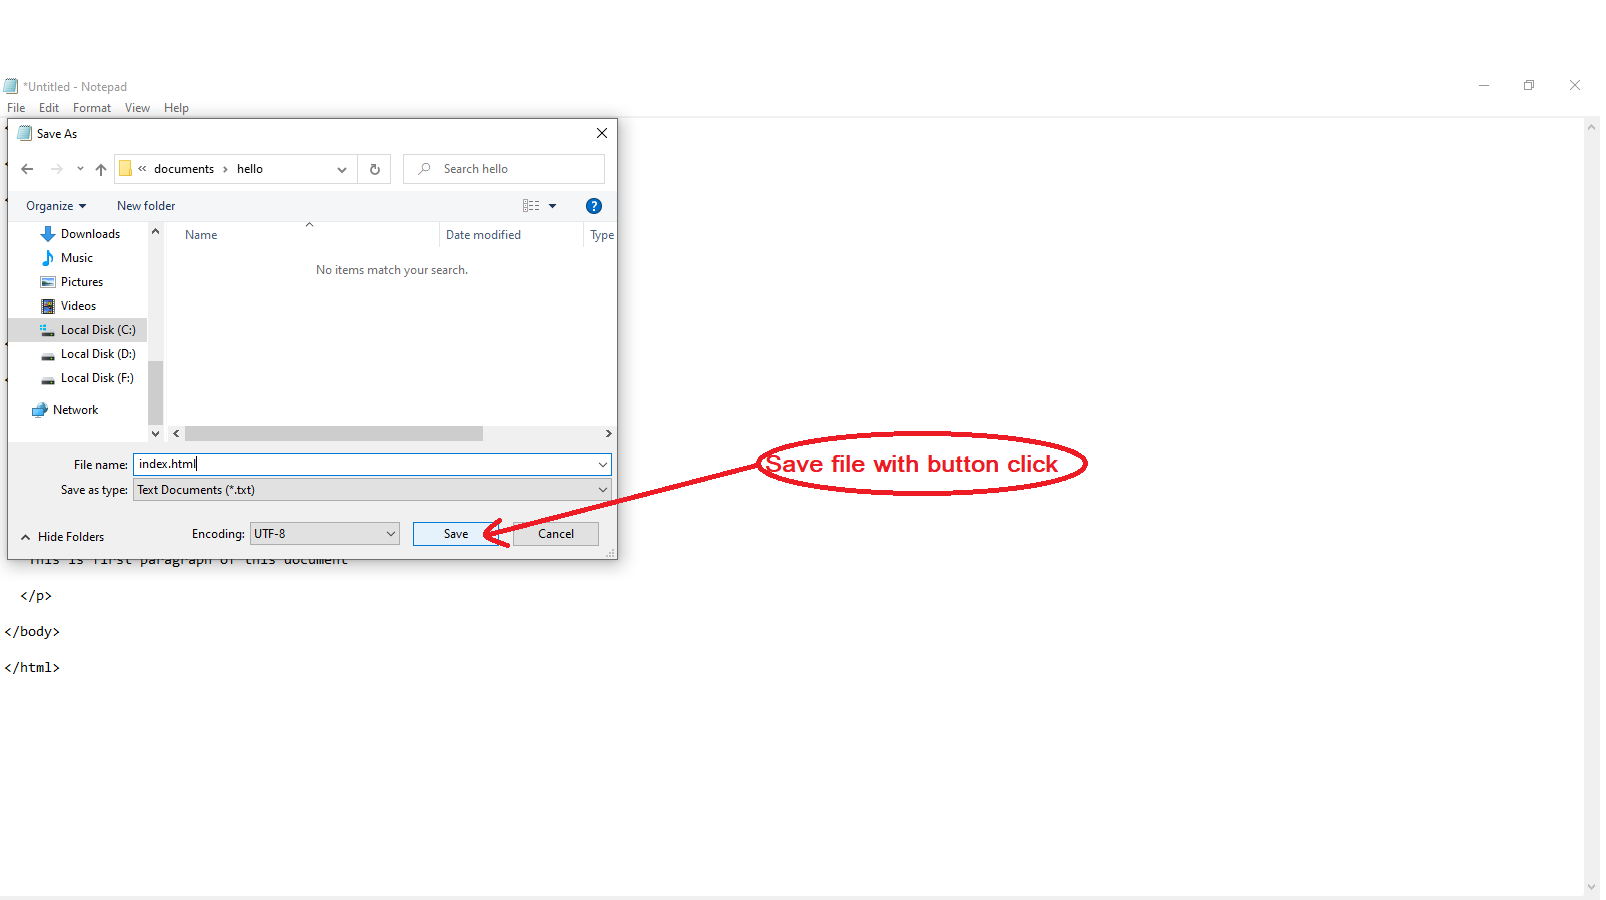 *Untitled - Notepad
File Edit Format View Help
Save As
« documents › hello
Search hello
Organize New folder
?
Name Date modified Type
No items match your search.
Downloads
Music
Pictures
Videos
Local Disk (C:)
Local Disk (D:)
Local Disk (F:)
Network
File name: index.html
Save as type: Text Documents (*.txt)
Hide Folders Encoding: UTF-8 Save Cancel
Save file with button click
This is first paragraph of this document
</p>
</body>
</html>